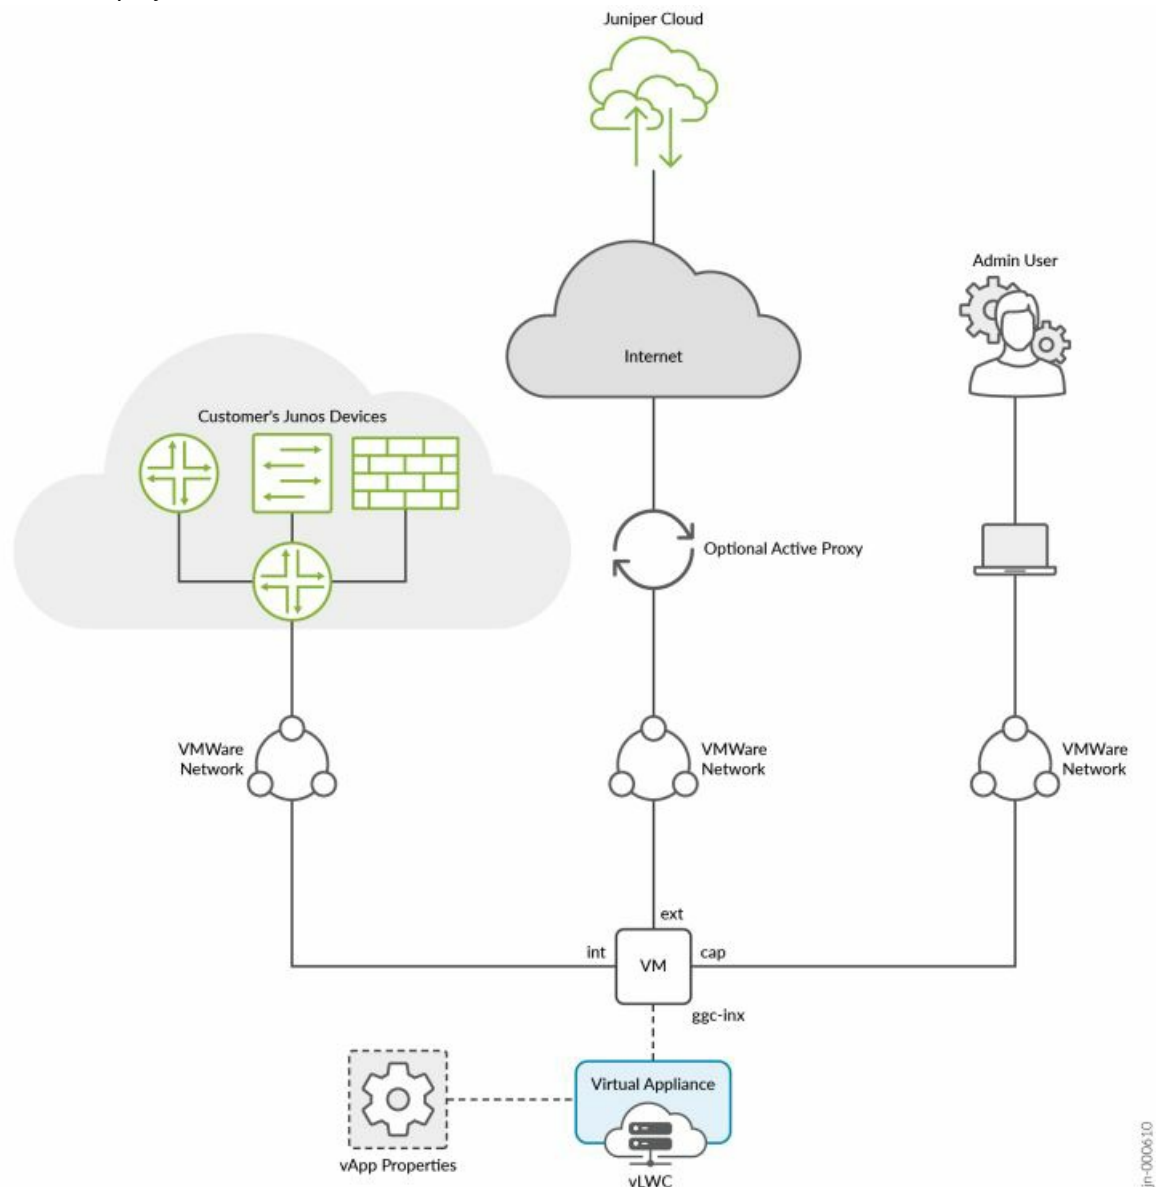 Juniper Cloud
Admin User
Internet
Customer's Junos Devices
Optional Active Proxy
VMWare
Network
VMWare
Network
VMWare
Network
ext
int
VM
cap
ggc-inx
Virtual Appliance
vApp Properties
vLWC
jn-000610